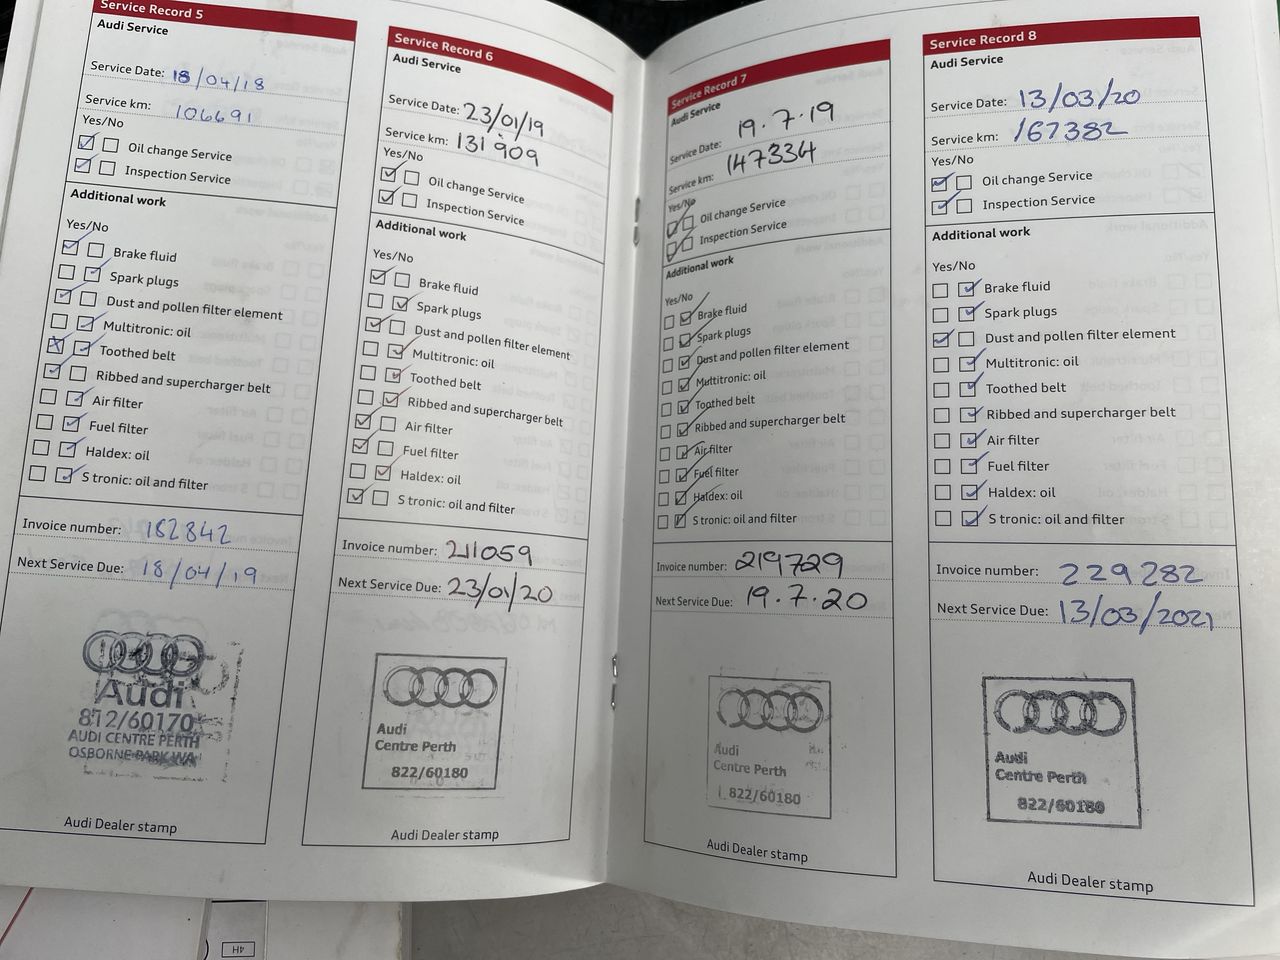 Service Record 5
Audi Service
Service Date: 18/04/18
Service km: 106691
Yes/No
Oil change Service
Inspection Service
Additional work
Yes/No
Brake fluid
Spark plugs
Dust and pollen filter element
Multitronic: oil
Toothed belt
Ribbed and supercharger belt
Air filter
Fuel filter
Haldex: oil
S tronic: oil and filter
Invoice number: 182842
Next Service Due: 18/04/19
Audi
812/60170
AUDI CENTRE PERTH
OSBORNE PARK WA
Audi Dealer stamp
Service Record 6
Audi Service
Service Date: 23/01/19
Service km: 131909
Yes/No
Oil change Service
Inspection Service
Additional work
Yes/No
Brake fluid
Spark plugs
Dust and pollen filter element
Multitronic: oil
Toothed belt
Ribbed and supercharger belt
Air filter
Fuel filter
Haldex: oil
S tronic: oil and filter
Invoice number: 211059
Next Service Due: 23/01/20
Audi
Centre Perth
822/60180
Audi Dealer stamp
Service Record 7
Audi Service
Service Date: 19.7.19
Service km: 147334
Yes/No
Oil change Service
Inspection Service
Additional work
Yes/No
Brake fluid
Spark plugs
Dust and pollen filter element
Multitronic: oil
Toothed belt
Ribbed and supercharger belt
Air filter
Fuel filter
Haldex: oil
S tronic: oil and filter
Invoice number: 219729
Next Service Due: 19.7.20
Audi
Centre Perth
822/60180
Audi Dealer stamp
Service Record 8
Audi Service
Service Date: 13/03/20
Service km: 167382
Yes/No
Oil change Service
Inspection Service
Additional work
Yes/No
Brake fluid
Spark plugs
Dust and pollen filter element
Multitronic: oil
Toothed belt
Ribbed and supercharger belt
Air filter
Fuel filter
Haldex: oil
S tronic: oil and filter
Invoice number: 229282
Next Service Due: 13/03/2021
Audi
Centre Perth
822/60180
Audi Dealer stamp
4H